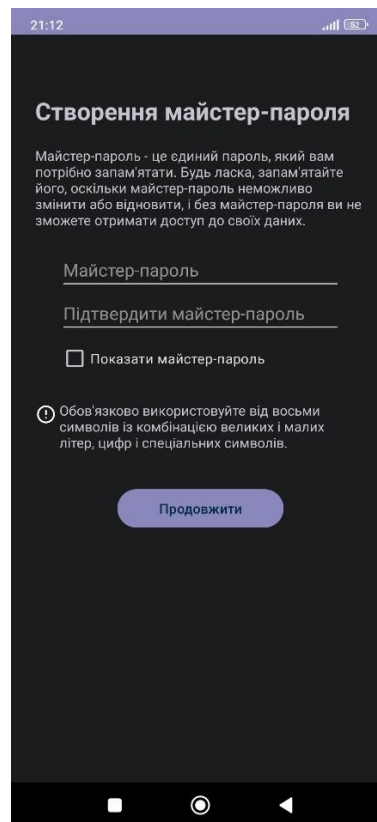 21:12
52
Створення майстер-пароля
Майстер-пароль - це єдиний пароль, який вам
потрібно запам'ятати. Будь ласка, запам'ятайте
його, оскільки майстер-пароль неможливо
змінити або відновити, і без майстер-пароля ви не
зможете отримати доступ до своїх даних.
Майстер-пароль
Підтвердити майстер-пароль
Показати майстер-пароль
Обов'язково використовуйте від восьми
символів із комбінацією великих і малих
літер, цифр і спеціальних символів.
Продовжити